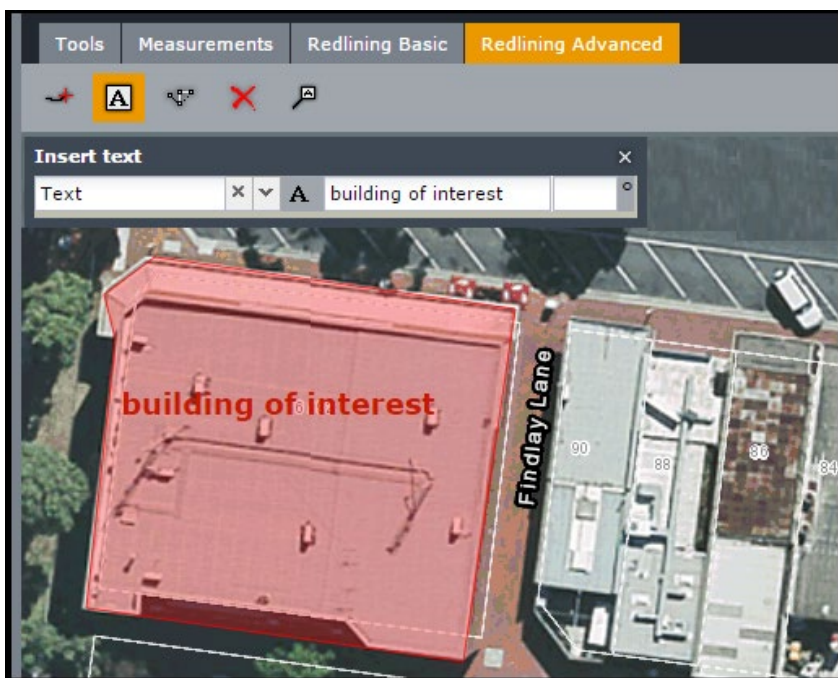 Tools Measurements Redlining Basic Redlining Advanced
A A
Insert text
Text A building of interest
building of interest
Findlay Lane
90
88
86
84